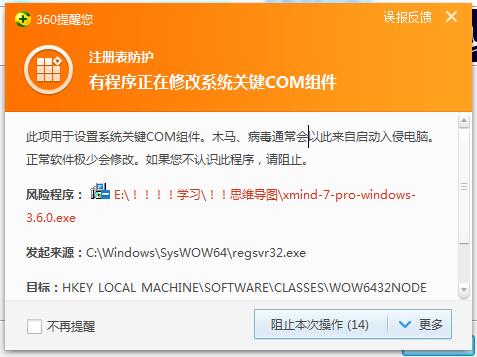 360提醒您
误报反馈
注册表防护
有程序正在修改系统关键COM组件
此项用于设置系统关键COM组件。木马、病毒通常会以此来自启动入侵电脑。
正常软件极少会修改。如果您不认识此程序，请阻止。
风险程序：E:\！！！！学习\！！思维导图\xmind-7-pro-windows-
3.6.0.exe
发起来源：C:\Windows\SysWOW64\regsvr32.exe
目标：HKEY LOCAL MACHINE\SOFTWARE\CLASSES\WOW6432NODE
不再提醒
阻止本次操作 (14)
更多